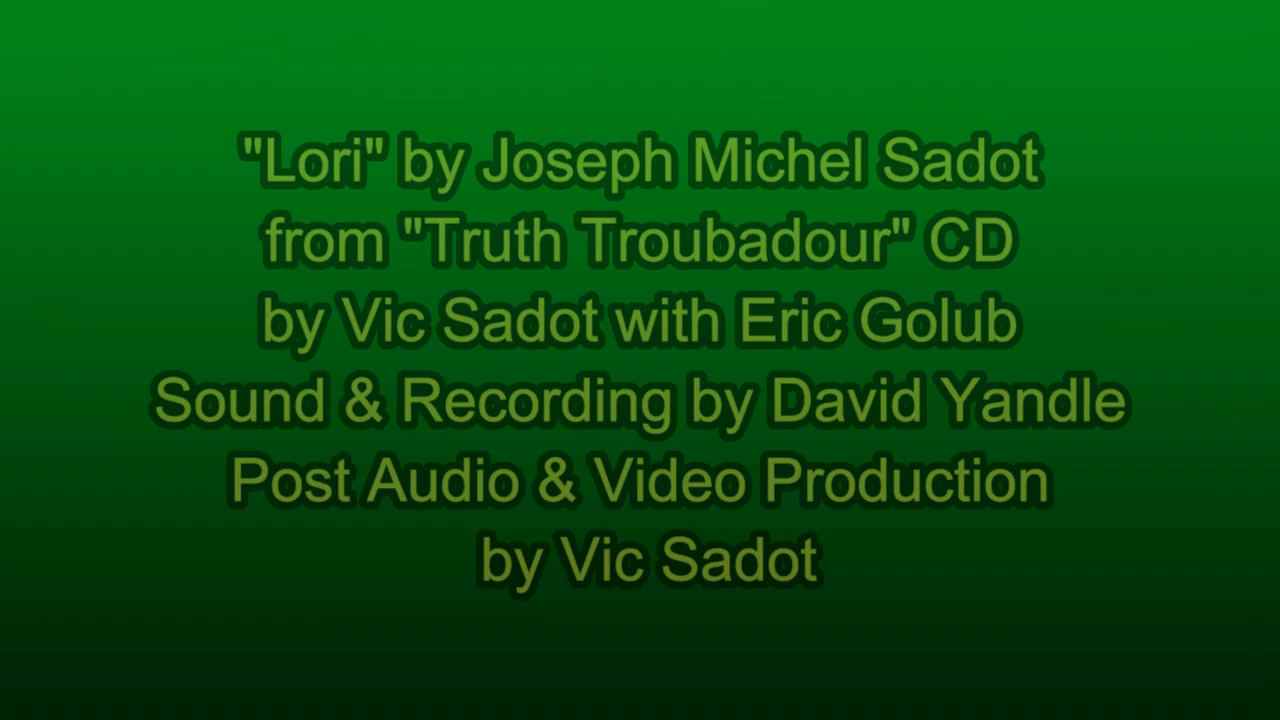 "Lori" by Joseph Michel Sadot
from "Truth Troubadour" CD
by Vic Sadot with Eric Golub
Sound & Recording by David Yandle
Post Audio & Video Production
by Vic Sadot